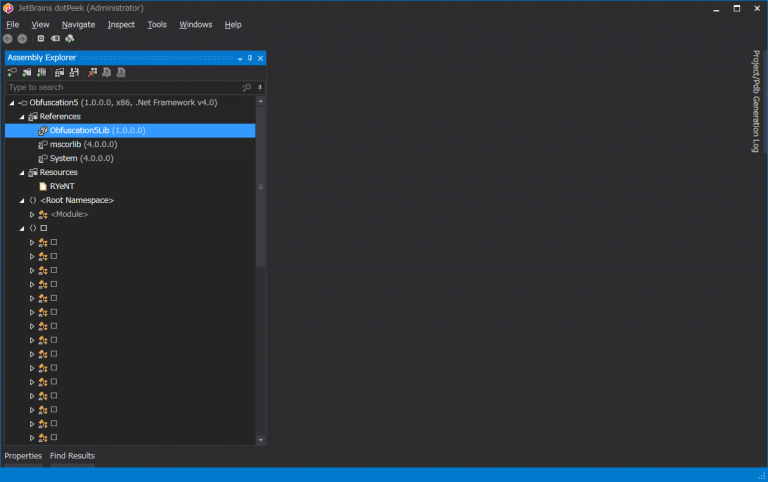 JetBrains dotPeek (Administrator)
File View Navigate Inspect Tools Windows Help
Assembly Explorer
Type to search
Obfuscation5 (1.0.0.0, x86, .Net Framework v4.0)
References
Obfuscation5Lib (1.0.0.0)
mscorlib (4.0.0.0)
System (4.0.0.0)
Resources
RYeNT
<Root Namespace>
<Module>
Properties Find Results
Project/Pdb Generation Log